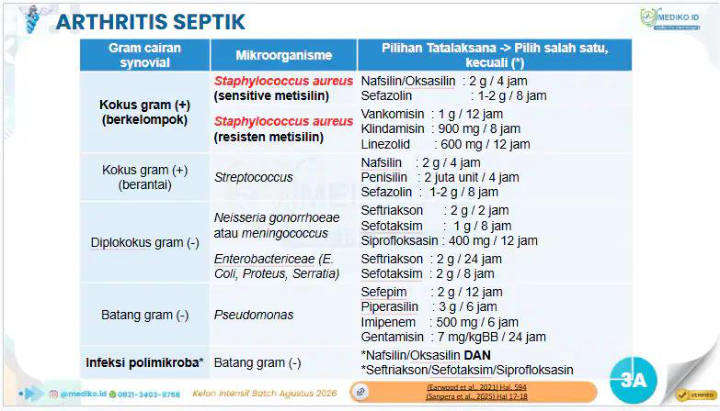 ARTHRITIS SEPTIK
MEDIKO.ID
Gram cairan synovial
Mikroorganisme
Pilihan Tatalaksana -> Pilih salah satu, kecuali (*)
Kokus gram (+) (berkelompok)
Staphylococcus aureus (sensitive metisilin)
Nafsilin/Oksasilin : 2 g / 4 jam
Sefazolin : 1-2 g / 8 jam
Staphylococcus aureus (resisten metisilin)
Vankomisin : 1 g / 12 jam
Klindamisin : 900 mg / 8 jam
Linezolid : 600 mg / 12 jam
Kokus gram (+) (berantai)
Streptococcus
Nafsilin : 2 g / 4 jam
Penisilin : 2 juta unit / 4 jam
Sefazolin : 1-2 g / 8 jam
Diplokokus gram (-)
Neisseria gonorrhoeae atau meningococcus
Seftriakson : 2 g / 2 jam
Sefotaksim : 1 g / 8 jam
Siprofloksasin : 400 mg / 12 jam
Enterobactericeae (E. Coli, Proteus, Serratia)
Seftriakson : 2 g / 24 jam
Sefotaksim : 2 g / 8 jam
Batang gram (-)
Pseudomonas
Sefepim : 2 g / 12 jam
Piperasilin : 3 g / 6 jam
Imipenem : 500 mg / 6 jam
Gentamisin : 7 mg/kgBB / 24 jam
Infeksi polimikroba*
Batang gram (-)
*Nafsilin/Oksasilin DAN
*Seftriakson/Sefotaksim/Siprofloksasin
3A
@mediko.id
0821-3403-8768
Kelon Intensif Batch Agustus 2026
(Earwood et al., 2021) Hal. 594
(Sanpera et al., 2025) Hal 17-18
VERIFIED